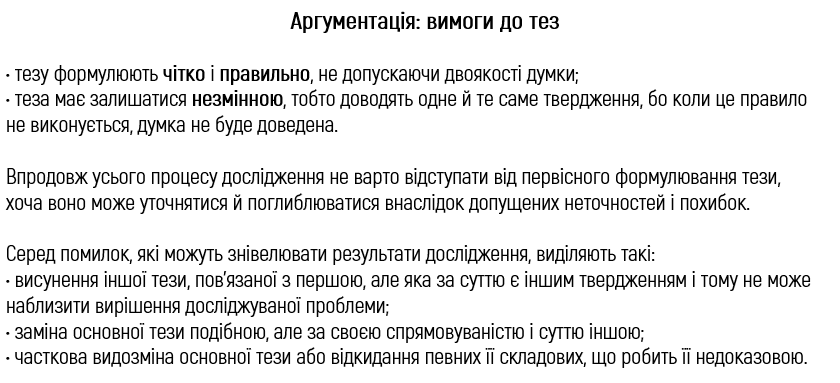 Аргументація: вимоги до тез
• тезу формулюють чітко і правильно, не допускаючи двоякості думки;
• теза має залишатися незмінною, тобто доводять одне й те саме твердження, бо коли це правило
не виконується, думка не буде доведена.
Впродовж усього процесу дослідження не варто відступати від первісного формулювання тези,
хоча воно може уточнятися й поглиблюватися внаслідок допущених неточностей і похибок.
Серед помилок, які можуть знівелювати результати дослідження, виділяють такі:
• висунення іншої тези, пов’язаної з першою, але яка за суттю є іншим твердженням і тому не може
наблизити вирішення досліджуваної проблеми;
• заміна основної тези подібною, але за своєю спрямовуваністю і суттю іншою;
• часткова видозміна основної тези або відкидання певних її складових, що робить її недоказовою.